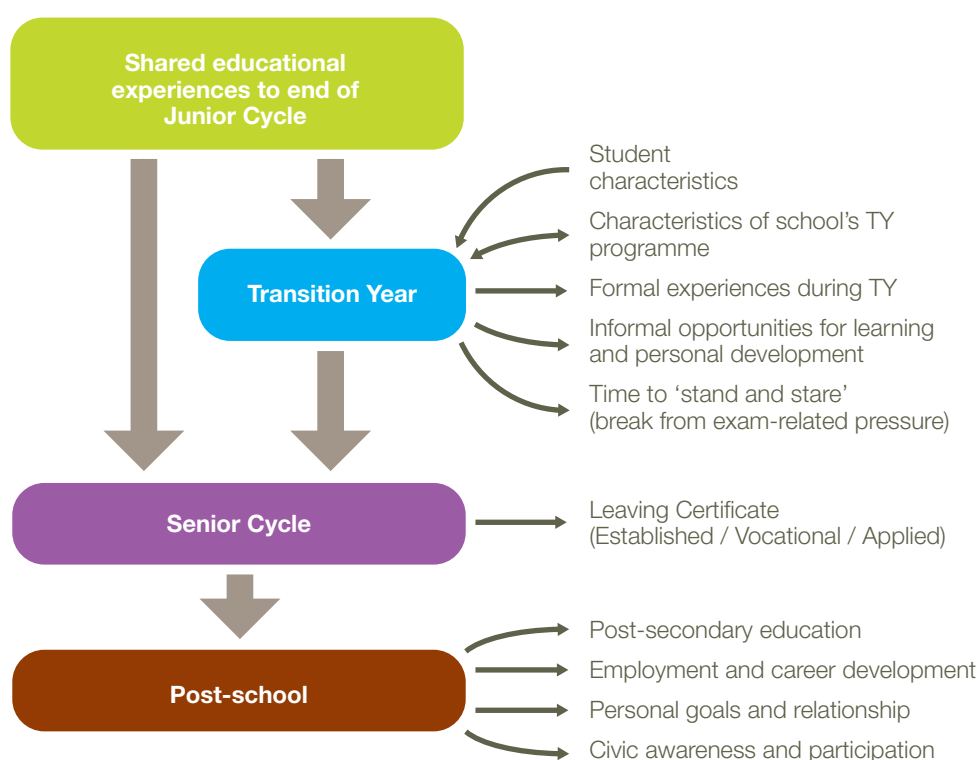 Shared educational
experiences to end of
Junior Cycle
Student
characteristics
Characteristics of school's TY
programme
Transition Year
Formal experiences during TY
Informal opportunities for learning
and personal development
Time to 'stand and stare'
(break from exam-related pressure)
Senior Cycle
Leaving Certificate
(Established / Vocational / Applied)
Post-school
Post-secondary education
Employment and career development
Personal goals and relationship
Civic awareness and participation